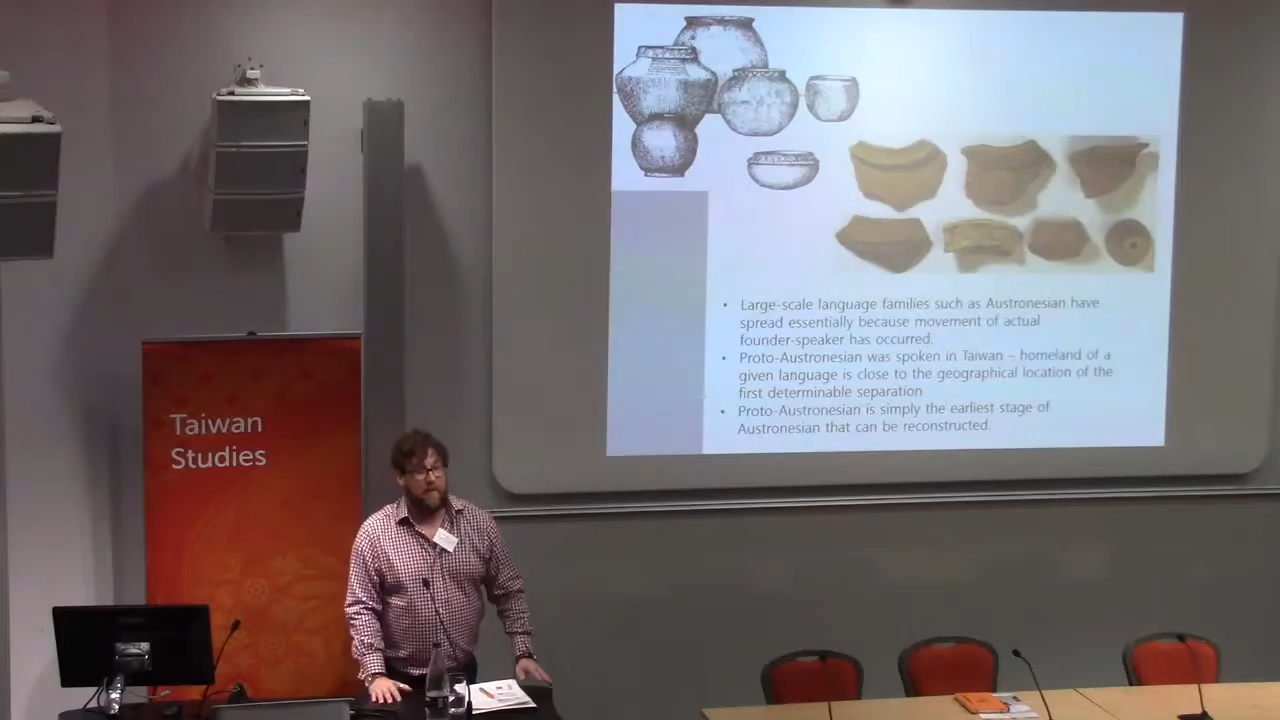 Taiwan
Studies
• Large-scale language families such as Austronesian have
spread essentially because movement of actual
founder-speaker has occurred.
• Proto-Austronesian was spoken in Taiwan – homeland of a
given language is close to the geographical location of the
first determinable separation
• Proto-Austronesian is simply the earliest stage of
Austronesian that can be reconstructed.